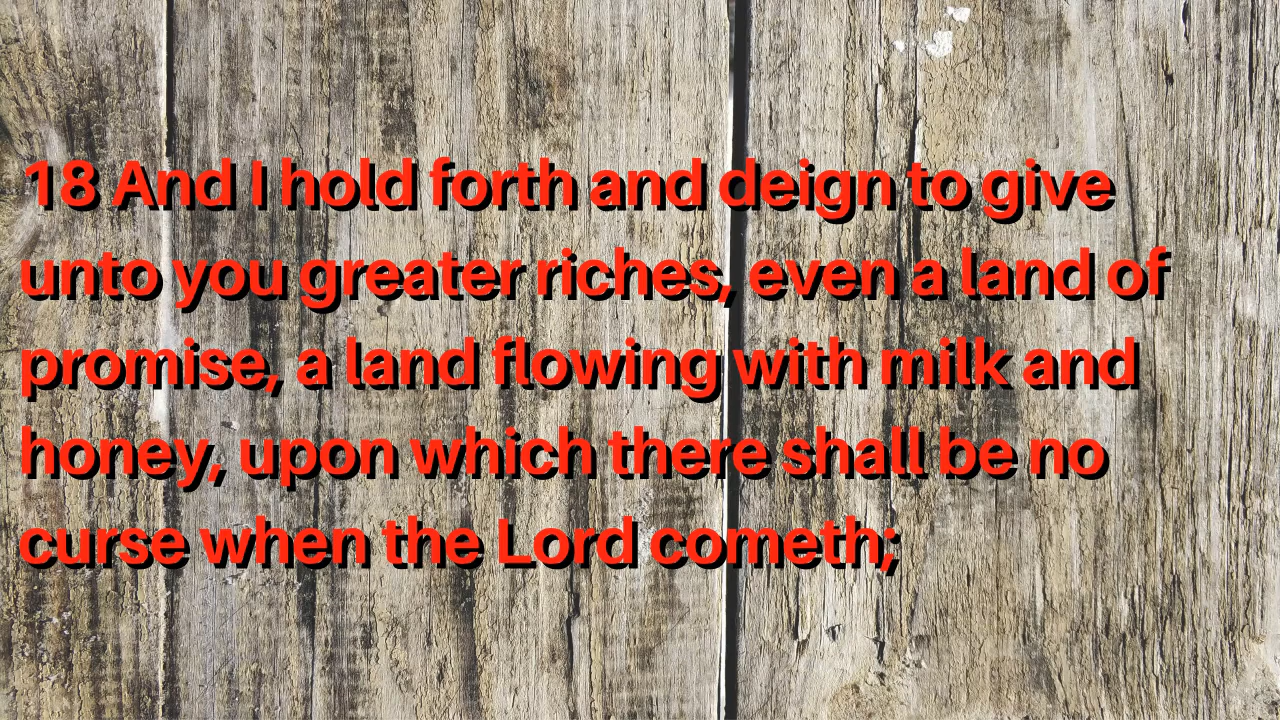 18 And I hold forth and deign to give
unto you greater riches, even a land of
promise, a land flowing with milk and
honey, upon which there shall be no
curse when the Lord cometh;